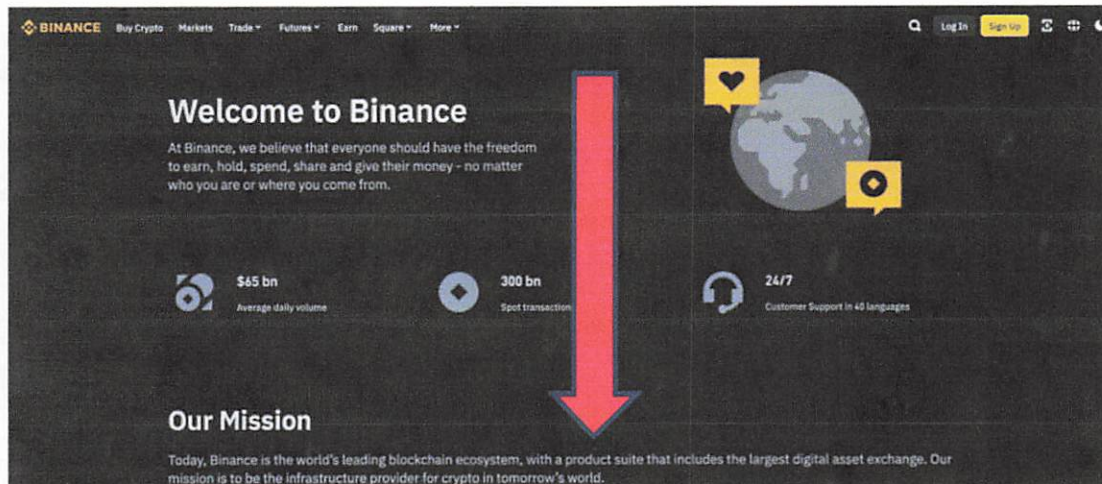 BINANCE Buy Crypto Markets Trade Futures Earn Square More Log In Sign Up
Welcome to Binance
At Binance, we believe that everyone should have the freedom
to earn, hold, spend, share and give their money - no matter
who you are or where you come from.
$65 bn
Average daily volume
300 bn
Spot transaction
24/7
Customer Support in 40 languages
Our Mission
Today, Binance is the world's leading blockchain ecosystem, with a product suite that includes the largest digital asset exchange. Our
mission is to be the infrastructure provider for crypto in tomorrow's world.